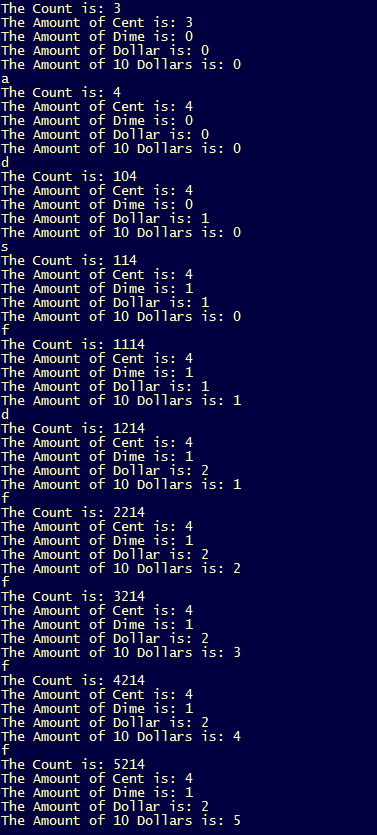 The Count is: 3
The Amount of Cent is: 3
The Amount of Dime is: 0
The Amount of Dollar is: 0
The Amount of 10 Dollars is: 0
a
The Count is: 4
The Amount of Cent is: 4
The Amount of Dime is: 0
The Amount of Dollar is: 0
The Amount of 10 Dollars is: 0
d
The Count is: 104
The Amount of Cent is: 4
The Amount of Dime is: 0
The Amount of Dollar is: 1
The Amount of 10 Dollars is: 0
s
The Count is: 114
The Amount of Cent is: 4
The Amount of Dime is: 1
The Amount of Dollar is: 1
The Amount of 10 Dollars is: 0
f
The Count is: 1114
The Amount of Cent is: 4
The Amount of Dime is: 1
The Amount of Dollar is: 1
The Amount of 10 Dollars is: 1
d
The Count is: 1214
The Amount of Cent is: 4
The Amount of Dime is: 1
The Amount of Dollar is: 2
The Amount of 10 Dollars is: 1
f
The Count is: 2214
The Amount of Cent is: 4
The Amount of Dime is: 1
The Amount of Dollar is: 2
The Amount of 10 Dollars is: 2
f
The Count is: 3214
The Amount of Cent is: 4
The Amount of Dime is: 1
The Amount of Dollar is: 2
The Amount of 10 Dollars is: 3
f
The Count is: 4214
The Amount of Cent is: 4
The Amount of Dime is: 1
The Amount of Dollar is: 2
The Amount of 10 Dollars is: 4
f
The Count is: 5214
The Amount of Cent is: 4
The Amount of Dime is: 1
The Amount of Dollar is: 2
The Amount of 10 Dollars is: 5